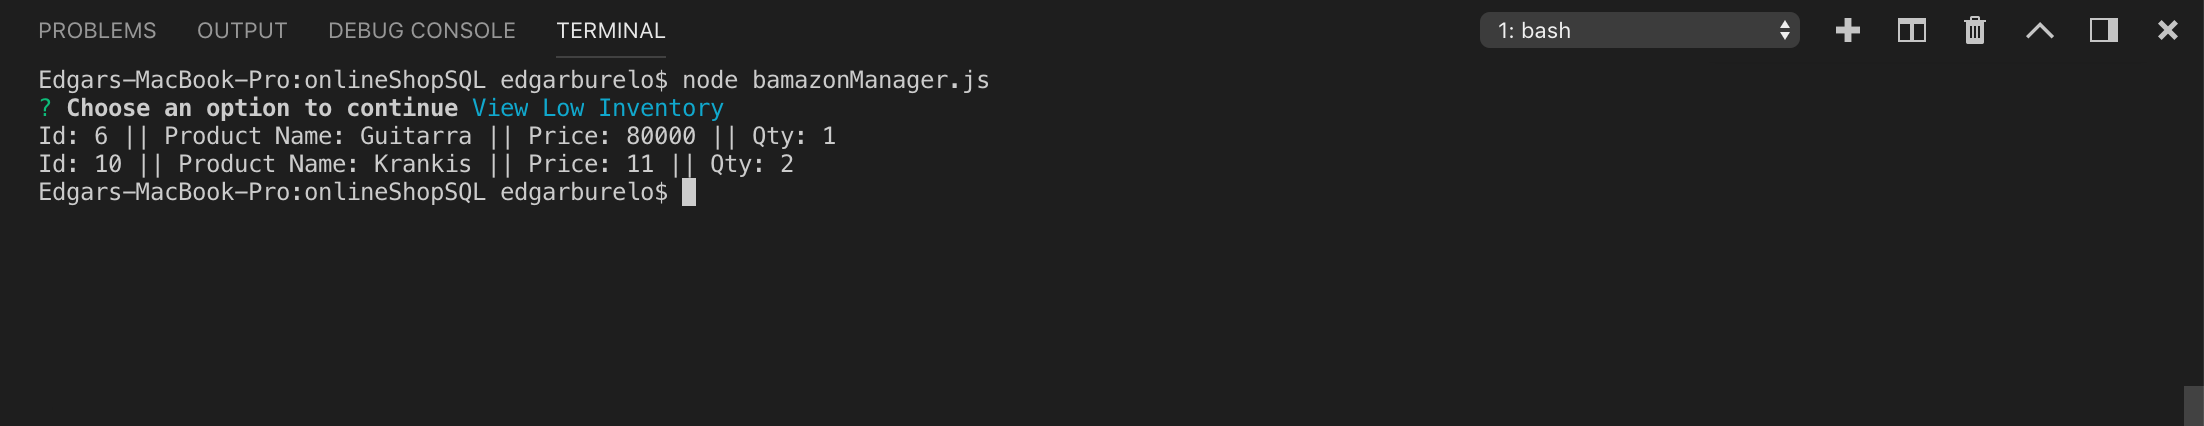 PROBLEMS OUTPUT DEBUG CONSOLE TERMINAL 1: bash
Edgars-MacBook-Pro:onlineShopSQL edgarburelo$ node bamazonManager.js
? Choose an option to continue View Low Inventory
Id: 6 || Product Name: Guitarra || Price: 80000 || Qty: 1
Id: 10 || Product Name: Krankis || Price: 11 || Qty: 2
Edgars-MacBook-Pro:onlineShopSQL edgarburelo$